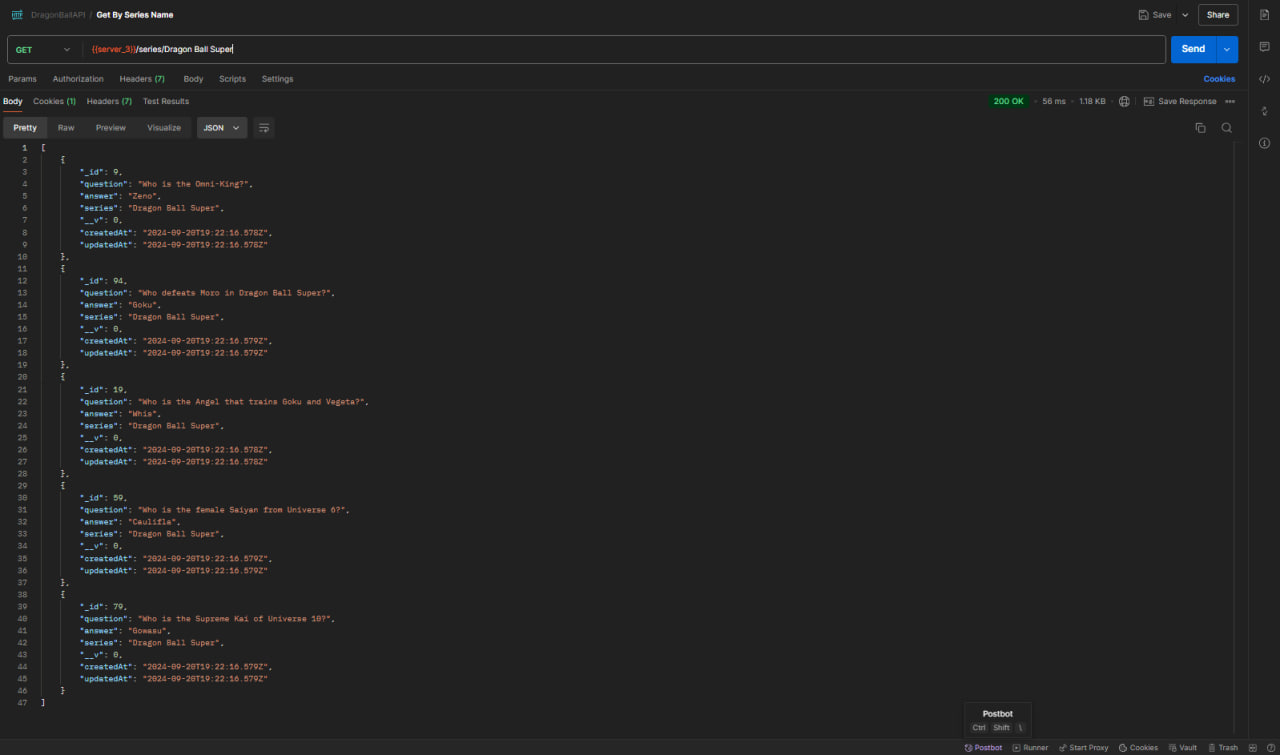 DragonBallAPI / Get By Series Name
Save
Share
GET
{{server_3}}/series/Dragon Ball Super
Send
Params Authorization Headers (7) Body Scripts Settings
Cookies
Body Cookies (1) Headers (7) Test Results
200 OK • 56 ms • 1.18 KB • Save Response
Pretty Raw Preview Visualize JSON
1 [
2 {
3 "_id": 9,
4 "question": "Who is the Omni-King?",
5 "answer": "Zeno",
6 "series": "Dragon Ball Super",
7 "__v": 0,
8 "createdAt": "2024-09-20T19:22:16.578Z",
9 "updatedAt": "2024-09-20T19:22:16.578Z"
10 },
11 {
12 "_id": 94,
13 "question": "Who defeats Moro in Dragon Ball Super?",
14 "answer": "Goku",
15 "series": "Dragon Ball Super",
16 "__v": 0,
17 "createdAt": "2024-09-20T19:22:16.579Z",
18 "updatedAt": "2024-09-20T19:22:16.579Z"
19 },
20 {
21 "_id": 19,
22 "question": "Who is the Angel that trains Goku and Vegeta?",
23 "answer": "Whis",
24 "series": "Dragon Ball Super",
25 "__v": 0,
26 "createdAt": "2024-09-20T19:22:16.578Z",
27 "updatedAt": "2024-09-20T19:22:16.578Z"
28 },
29 {
30 "_id": 59,
31 "question": "Who is the female Saiyan from Universe 6?",
32 "answer": "Caulifla",
33 "series": "Dragon Ball Super",
34 "__v": 0,
35 "createdAt": "2024-09-20T19:22:16.579Z",
36 "updatedAt": "2024-09-20T19:22:16.579Z"
37 },
38 {
39 "_id": 79,
40 "question": "Who is the Supreme Kai of Universe 10?",
41 "answer": "Gowasu",
42 "series": "Dragon Ball Super",
43 "__v": 0,
44 "createdAt": "2024-09-20T19:22:16.579Z",
45 "updatedAt": "2024-09-20T19:22:16.579Z"
46 }
47 ]
Postbot
Ctrl Shift \
Postbot Runner Start Proxy Cookies Vault Trash